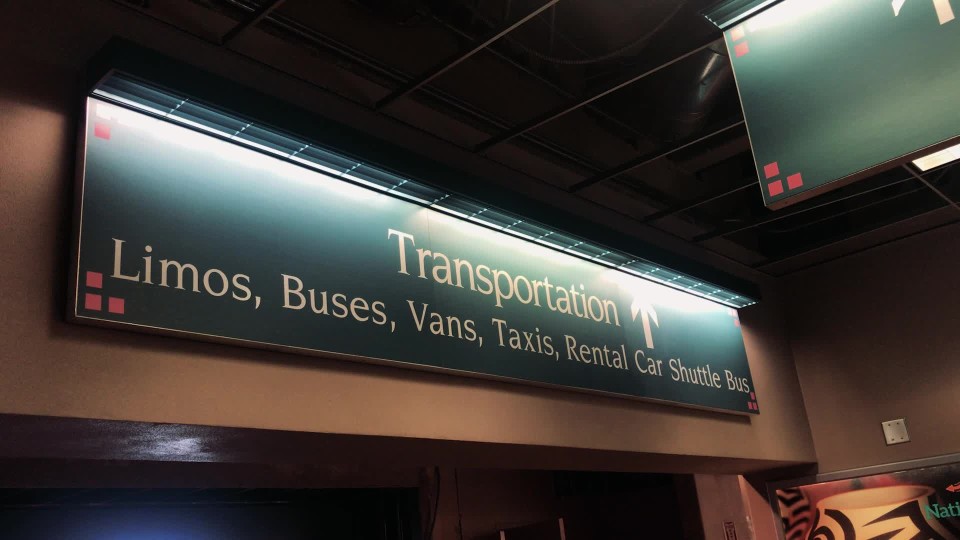 Transportation
Limos, Buses, Vans, Taxis, Rental Car Shuttle Bus